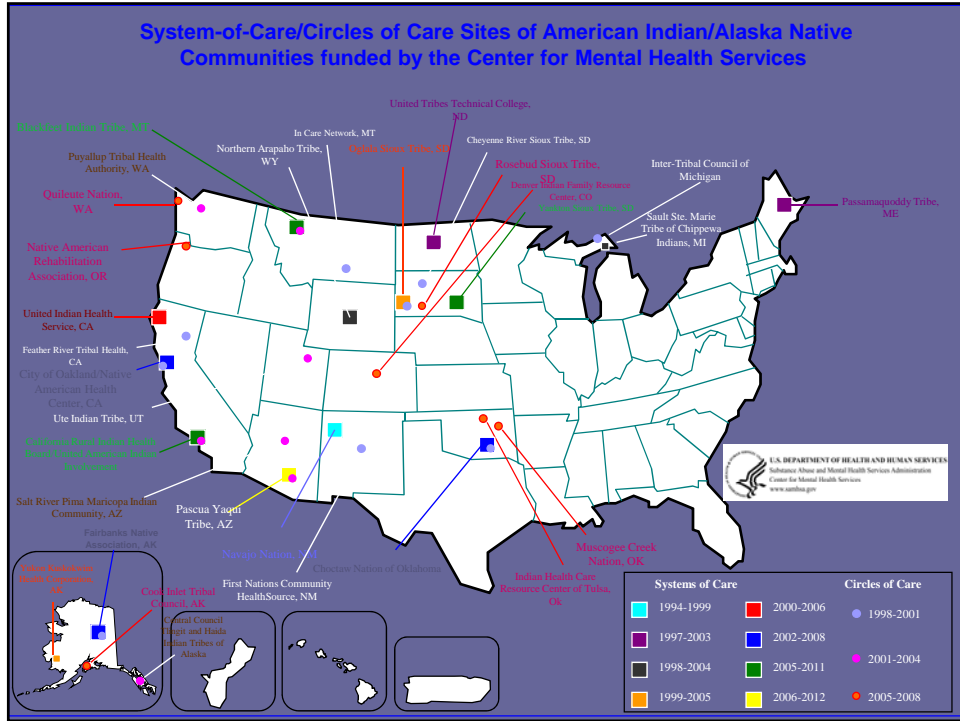 System-of-Care/Circles of Care Sites of American Indian/Alaska Native
Communities funded by the Center for Mental Health Services
United Tribes Technical College,
ND
Blackfeet Indian Tribe, MT
In Care Network, MT
Northern Arapaho Tribe,
WY
Cheyenne River Sioux Tribe, SD
Puyallup Tribal Health
Authority, WA
Rosebud Sioux Tribe,
SD
Inter-Tribal Council of
Michigan
Denver Indian Family Resource
Center, CO
Quileute Nation,
WA
Passamaquoddy Tribe,
ME
Sault Ste. Marie
Tribe of Chippewa
Indians, MI
Native American
Rehabilitation
Association, OR
United Indian Health
Service, CA
Feather River Tribal Health,
CA
City of Oakland/Native
American Health
Center, CA
Ute Indian Tribe, UT
California Rural Indian Health
Board/United American Indian
Involvement
Salt River Pima Maricopa Indian
Community, AZ
Pascua Yaqui
Tribe, AZ
Navajo Nation,
Choctaw Nation of Oklahoma
First Nations Community
HealthSource, NM
Muscogee Creek
Nation, OK
Indian Health Care
Resource Center of Tulsa,
Ok
Fairbanks Native
Association, AK
Cook Inlet Tribal
Council, AK
Central Council
Tlingit and Haida
Indian Tribes of
Alaska
U.S. DEPARTMENT OF HEALTH AND HUMAN SERVICES
Substance Abuse and Mental Health Services Administration
Center for Mental Health Services
www.samhsa.gov
Systems of Care
Circles of Care
1994-1999
2000-2006
1998-2001
1997-2003
2002-2008
1998-2004
2005-2011
2001-2004
1999-2005
2006-2012
2005-2008